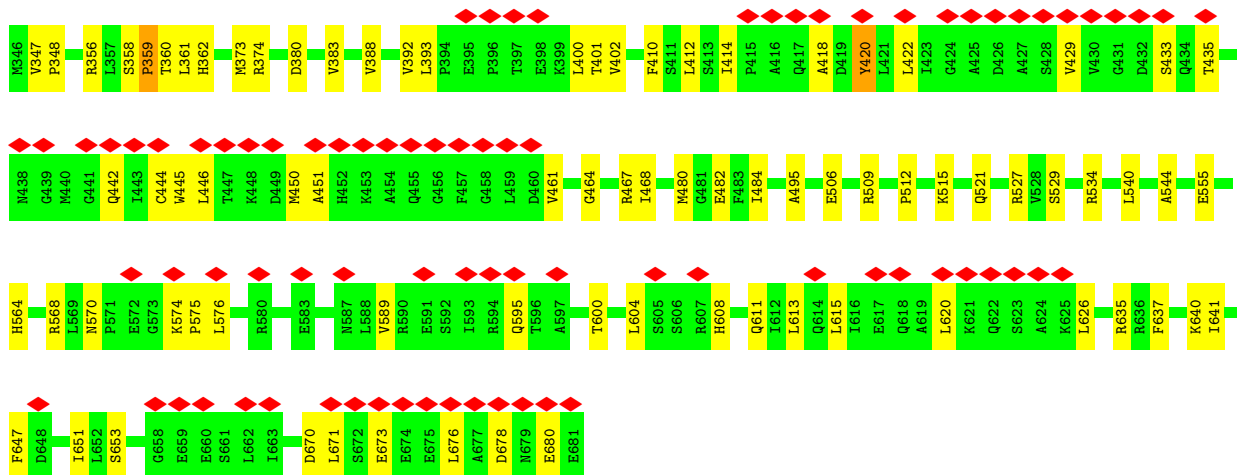 M346 V347 P348 R356 L357 S358 P359 T360 L361 H362 M373 R374 D380 V383 V388 V392 L393 P394 E395 P396 T397 E398 K399 L400 T401 V402 F410 S411 L412 S413 I414 P415 A416 Q417 A418 D419 Y420 L421 L422 I423 G424 A425 D426 A427 S428 V429 V430 G431 D432 S433 Q434 T435
N438 G439 M440 G441 Q442 I443 C444 W445 L446 T447 K448 D449 M450 A451 H452 K453 A454 Q455 G456 F457 G458 L459 D460 V461 G464 R467 I468 M480 G481 E482 F483 I484 A495 E506 R509 P512 K515 Q521 R527 V528 S529 R534 L540 A544 E555
H564 R568 L569 N570 P571 E572 G573 K574 P575 L576 R580 E583 N587 L588 V589 R590 E591 S592 I593 R594 Q595 T596 A597 T600 L604 S605 S606 R607 H608 Q611 I612 L613 Q614 L615 I616 E617 Q618 A619 L620 K621 Q622 S623 A624 K625 L626 R635 R636 F637 K640 I641
F647 D648 I651 L652 S653 G658 E659 E660 S661 L662 I663 D670 L671 S672 E673 E674 E675 L676 A677 D678 N679 E680 E681